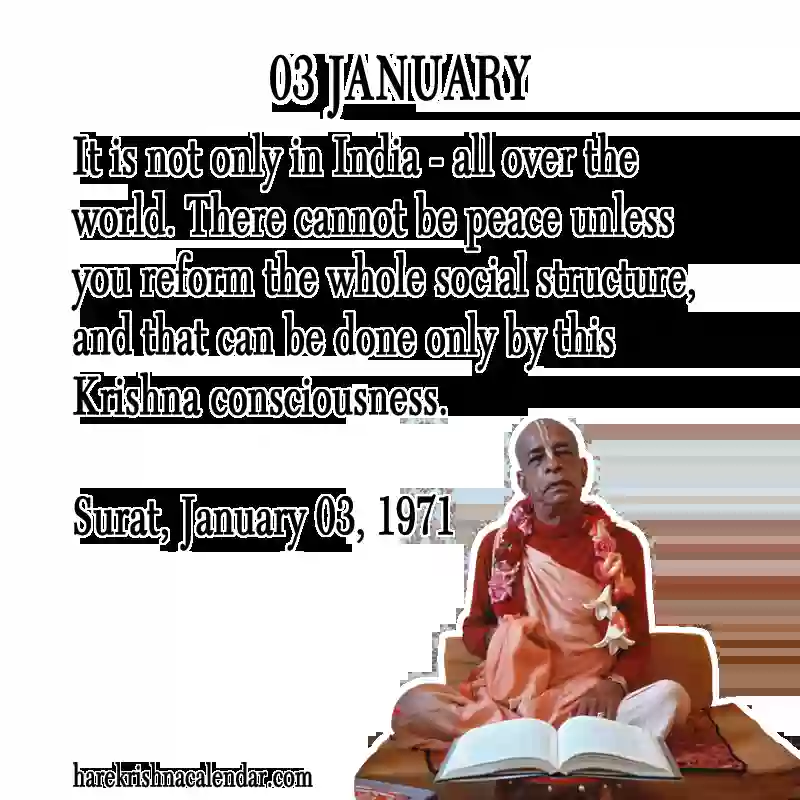 03 JANUARY
It is not only in India - all over the
world. There cannot be peace unless
you reform the whole social structure,
and that can be done only by this
Krishna consciousness.
Surat, January 03, 1971
harekrishnacalendar.com